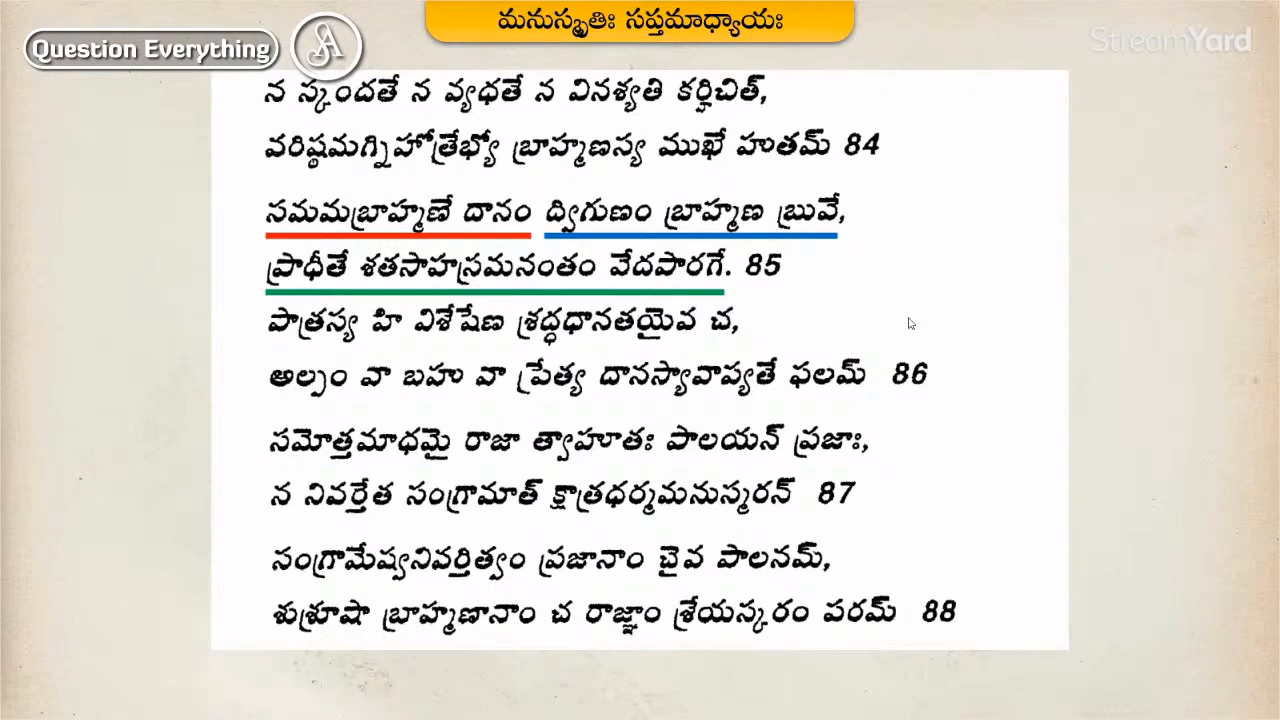 మనుస్మృతిః సప్తమాధ్యాయః
Question Everything
StreamYard
న స్కందతే న వ్యథతే న వినశ్యతి కర్హిచిత్,
వరిష్ఠమగ్నిహోత్రేభ్యో బ్రాహ్మణస్య ముఖే హుతమ్ 84
సమమబ్రాహ్మణే దానం ద్విగుణం బ్రాహ్మణ బ్రువే,
ప్రాధీతే శతసాహస్రమనంతం వేదపారగే. 85
పాత్రస్య హి విశేషేణ శ్రద్ధధానతయైవ చ,
అల్పం వా బహు వా ప్రేత్య దానస్యావాప్యతే ఫలమ్ 86
సమోత్తమాధమై రాజా త్వాహూతః పాలయన్ ప్రజాః,
న నివర్తేత సంగ్రామాత్ క్షాత్రధర్మమనుస్మరన్ 87
సంగ్రామేష్వనివర్తిత్వం ప్రజానాం చైవ పాలనమ్,
శుశ్రూషా బ్రాహ్మణానాం చ రాజ్ఞాం శ్రేయస్కరం పరమ్ 88